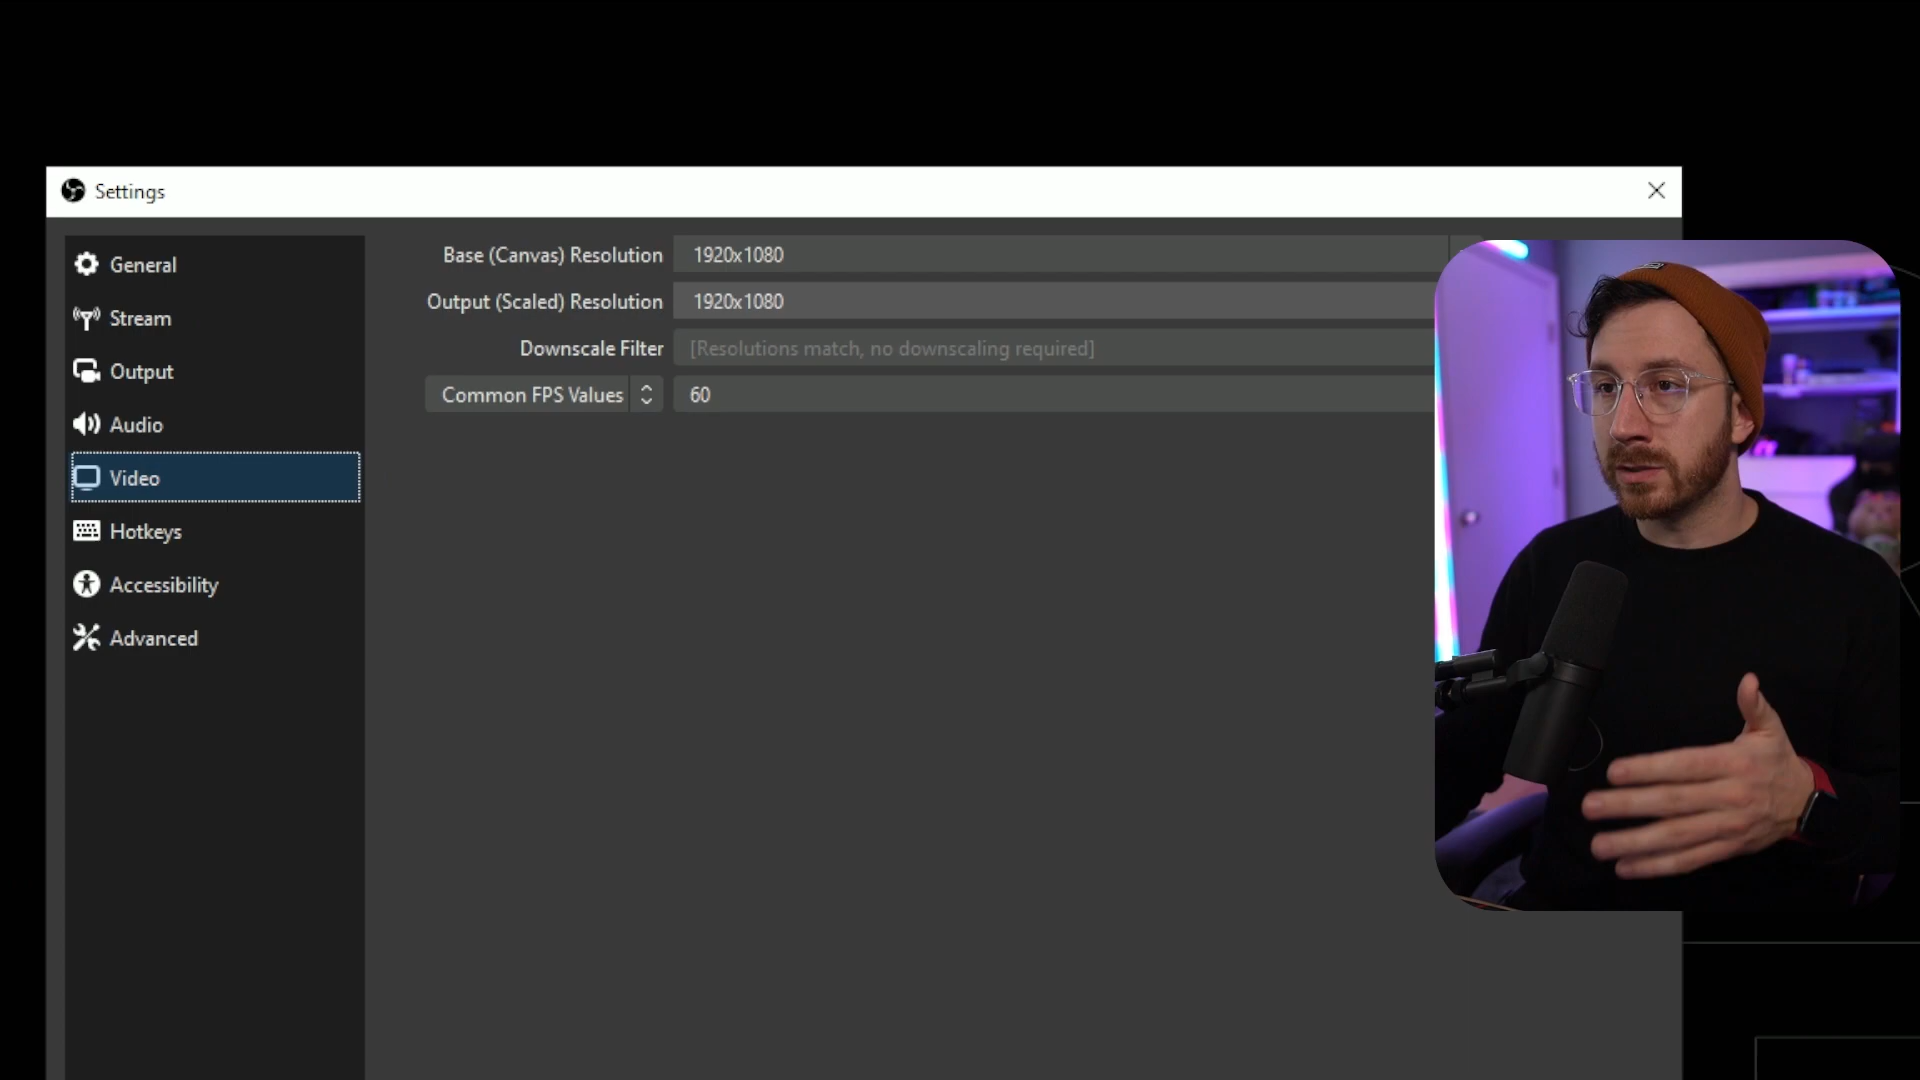 Settings
General
Stream
Output
Audio
Video
Hotkeys
Accessibility
Advanced
Base (Canvas) Resolution 1920x1080
Output (Scaled) Resolution 1920x1080
Downscale Filter [Resolutions match, no downscaling required]
Common FPS Values 60